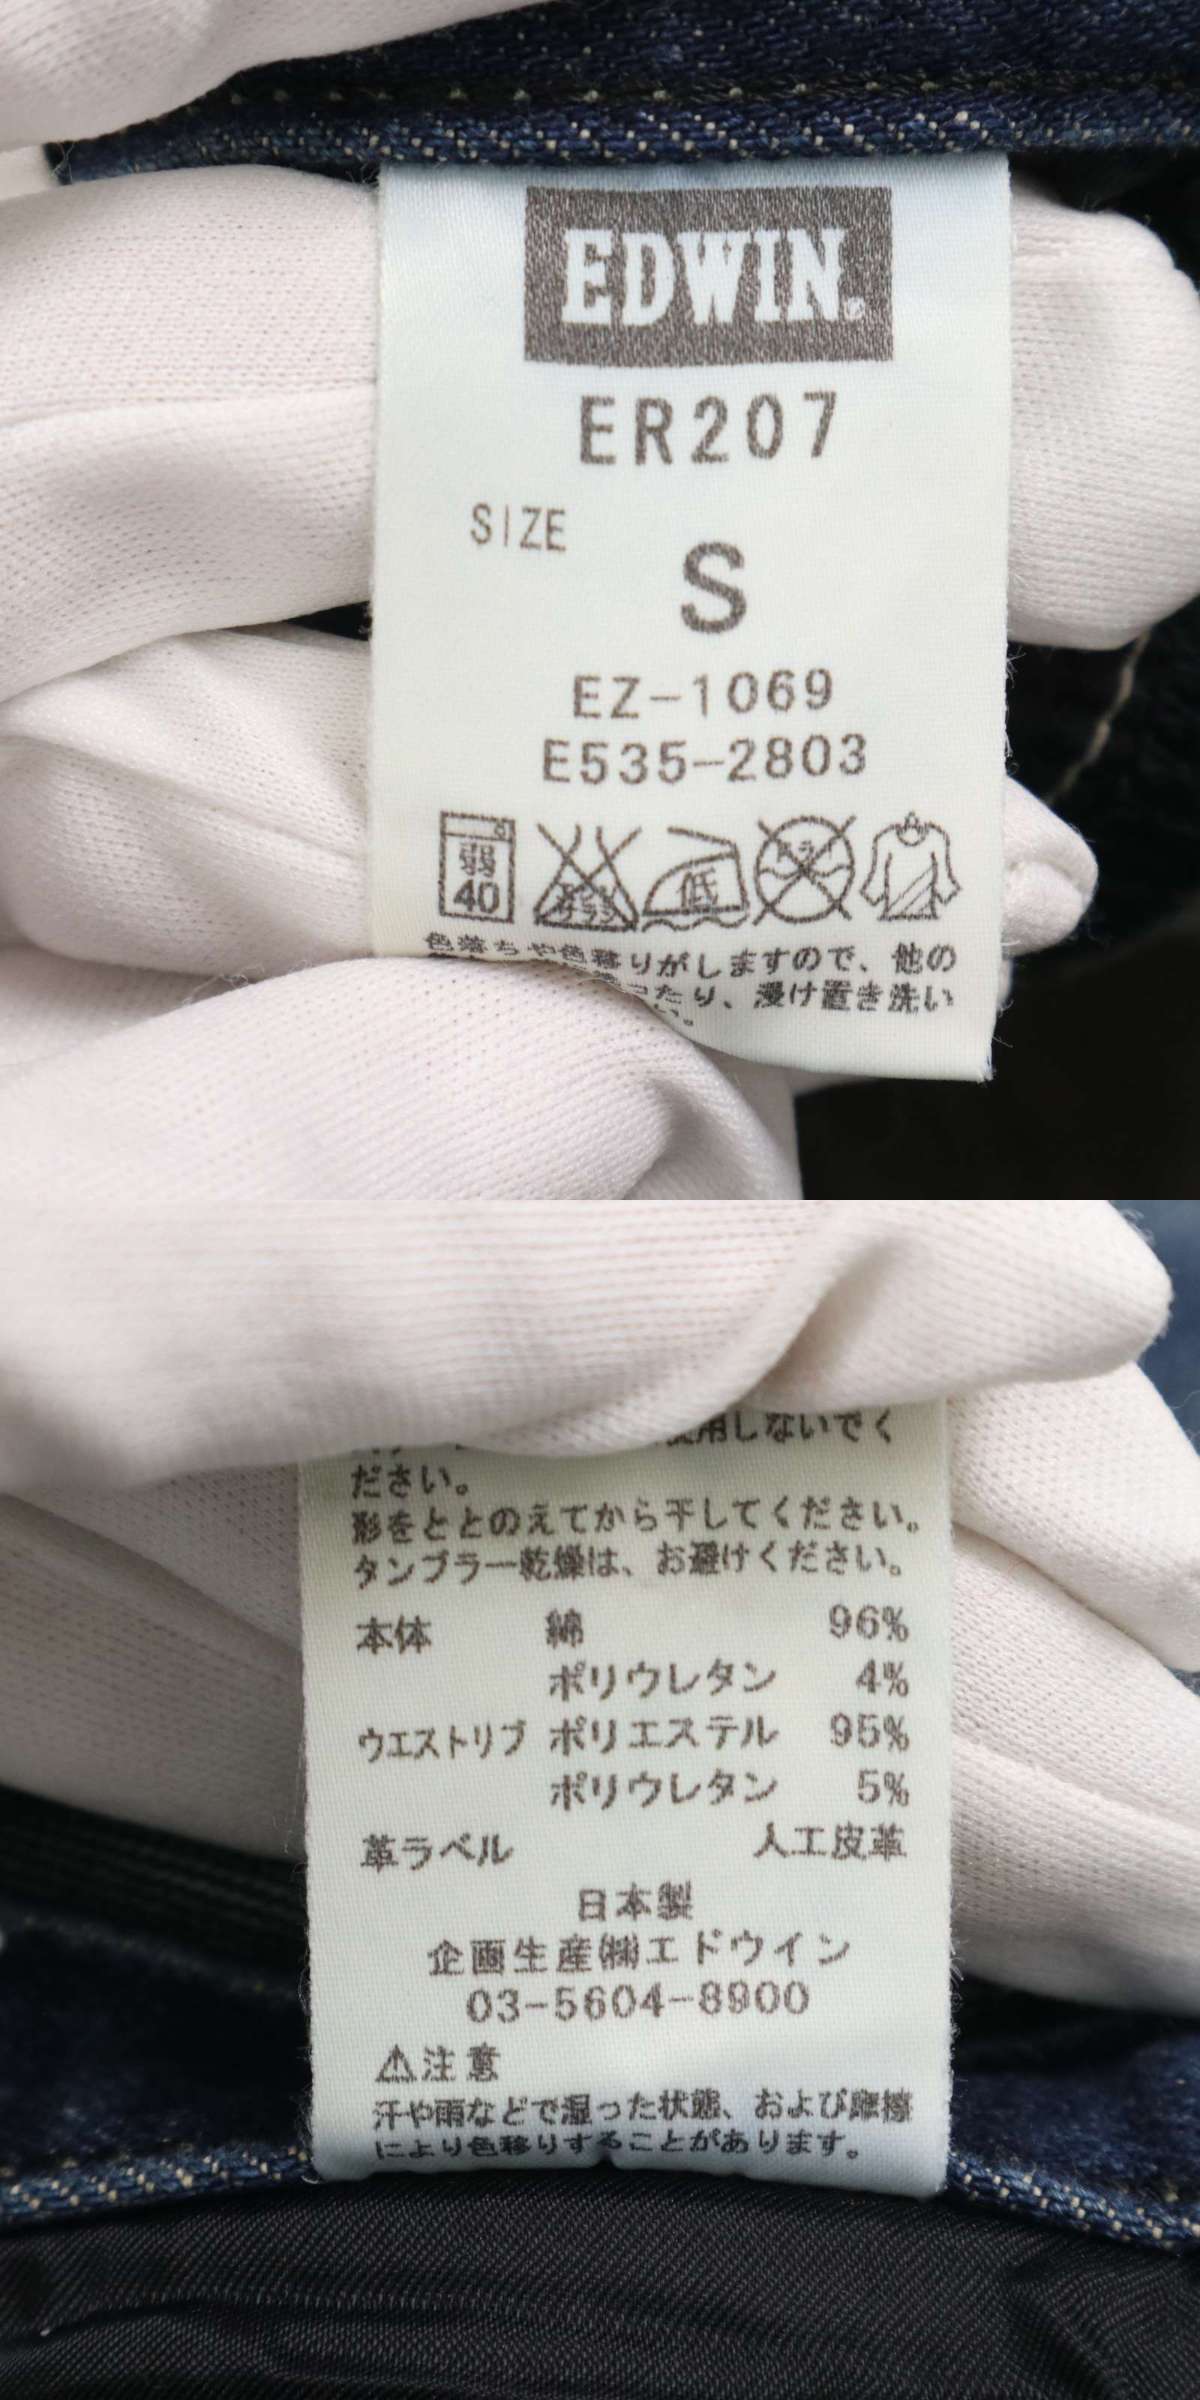 EDWIN®
ER207
SIZE
S
EZ-1069
E535-2803
弱
40
低
ドライ
色落ちや色移りがしますので、他の
ったり、浸け置き洗い
い。
使用しないでく
ださい。
形をととのえてから干してください。
タンブラー乾燥は、お避けください。
本体 綿 96%
ポリウレタン 4%
ウエストリブ ポリエステル 95%
ポリウレタン 5%
革ラベル 人工皮革
日本製
企画生産㈱エドウイン
03-5604-8900
⚠注意
汗や雨などで湿った状態、および摩擦
により色移りすることがあります。